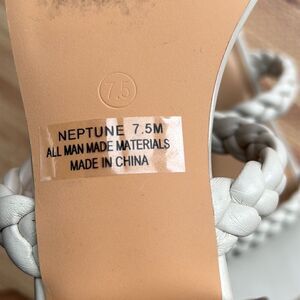 7.5
NEPTUNE 7.5M
ALL MAN MADE MATERIALS
MADE IN CHINA